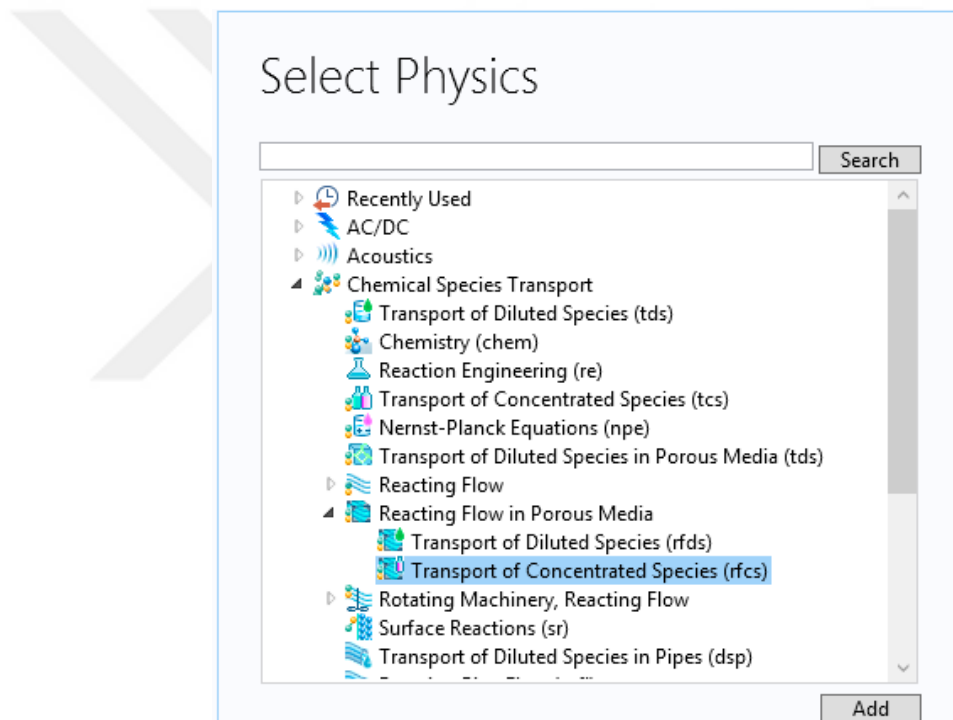 Select Physics
Search
Recently Used
AC/DC
Acoustics
Chemical Species Transport
Transport of Diluted Species (tds)
Chemistry (chem)
Reaction Engineering (re)
Transport of Concentrated Species (tcs)
Nernst-Planck Equations (npe)
Transport of Diluted Species in Porous Media (tds)
Reacting Flow
Reacting Flow in Porous Media
Transport of Diluted Species (rfds)
Transport of Concentrated Species (rfcs)
Rotating Machinery, Reacting Flow
Surface Reactions (sr)
Transport of Diluted Species in Pipes (dsp)
Add